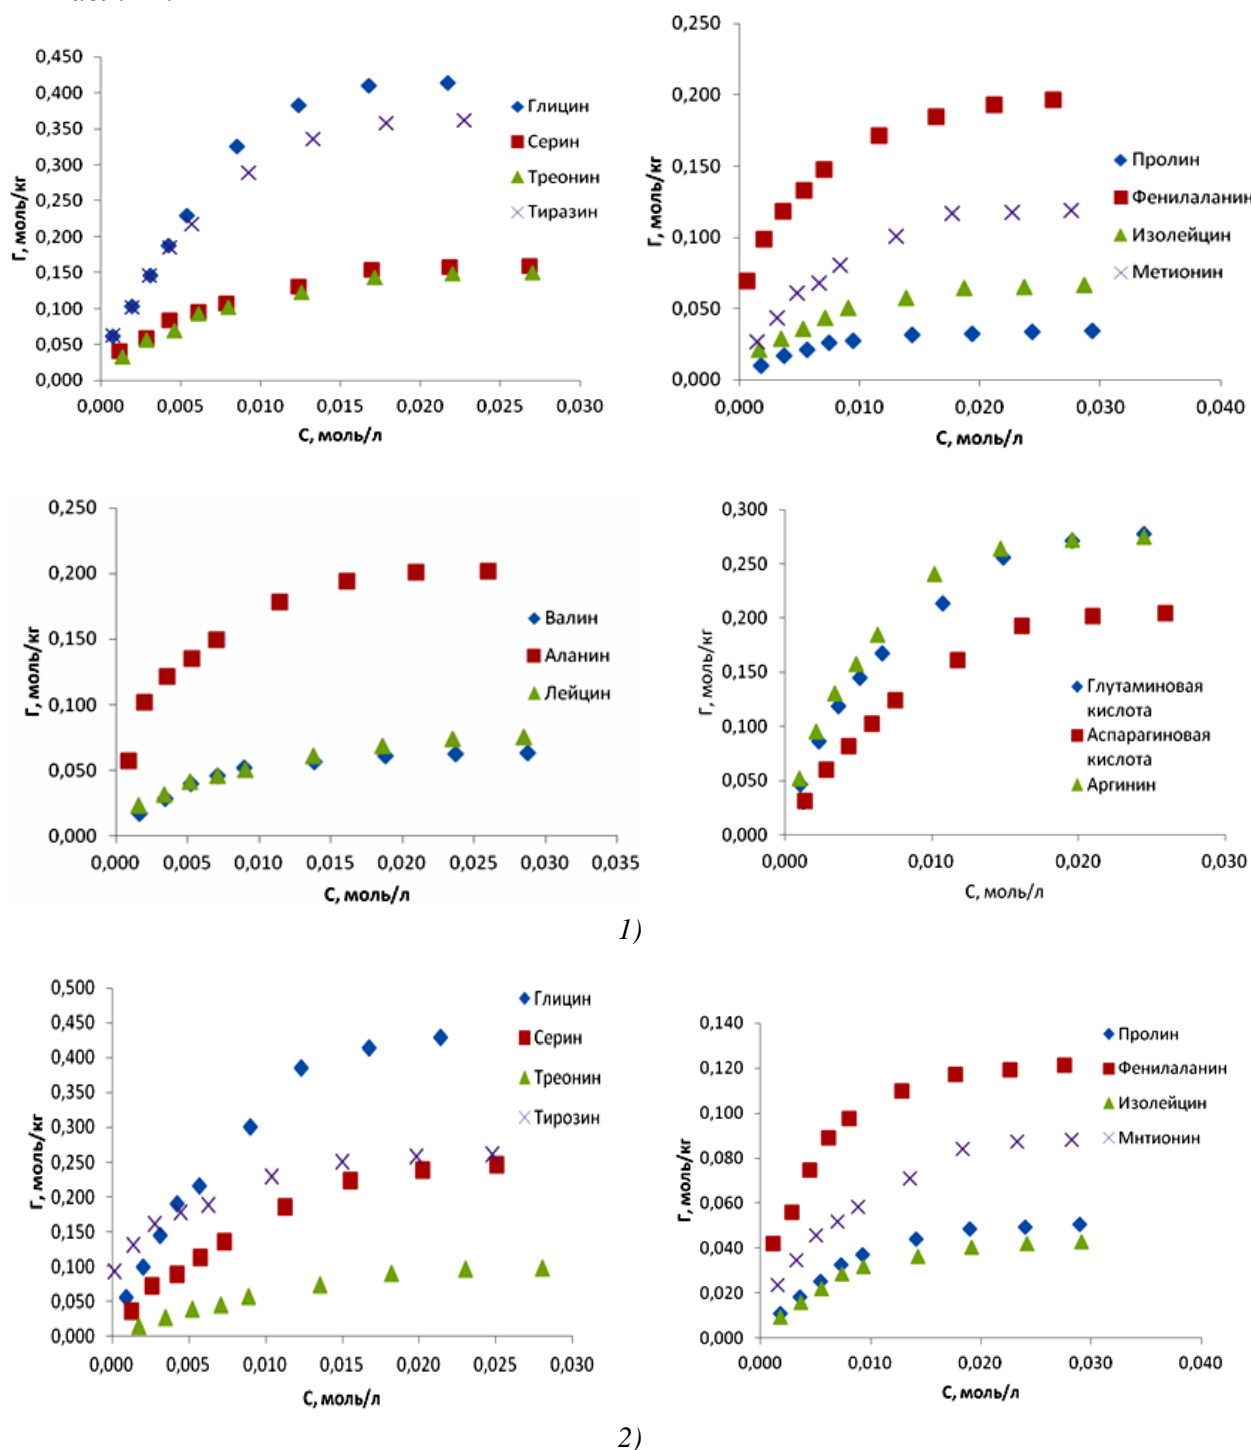 0,450
0,400
0,350
0,300
0,250
0,200
0,150
0,100
0,050
0,000
Г, моль/кг
0,000 0,005 0,010 0,015 0,020 0,025 0,030
С, моль/л
Глицин
Серин
Треонин
Тиразин
0,250
0,200
0,150
0,100
0,050
0,000
Г, моль/кг
0,000 0,010 0,020 0,030 0,040
С, моль/л
Пролин
Фенилаланин
Изолейцин
Метионин
0,250
0,200
0,150
0,100
0,050
0,000
Г, моль/кг
0,000 0,005 0,010 0,015 0,020 0,025 0,030 0,035
С, моль/л
Валин
Аланин
Лейцин
0,300
0,250
0,200
0,150
0,100
0,050
0,000
Г, моль/кг
0,000 0,010 0,020 0,030
С, моль/л
Глутаминовая
кислота
Аспарагиновая
кислота
Аргинин
1)
0,500
0,450
0,400
0,350
0,300
0,250
0,200
0,150
0,100
0,050
0,000
Г, моль/кг
0,000 0,005 0,010 0,015 0,020 0,025 0,030
С, моль/л
Глицин
Серин
Треонин
Тирозин
0,140
0,120
0,100
0,080
0,060
0,040
0,020
0,000
Г, моль/кг
0,000 0,010 0,020 0,030 0,040
С, моль/л
Пролин
Фенилаланин
Изолейцин
Мнтионин
2)